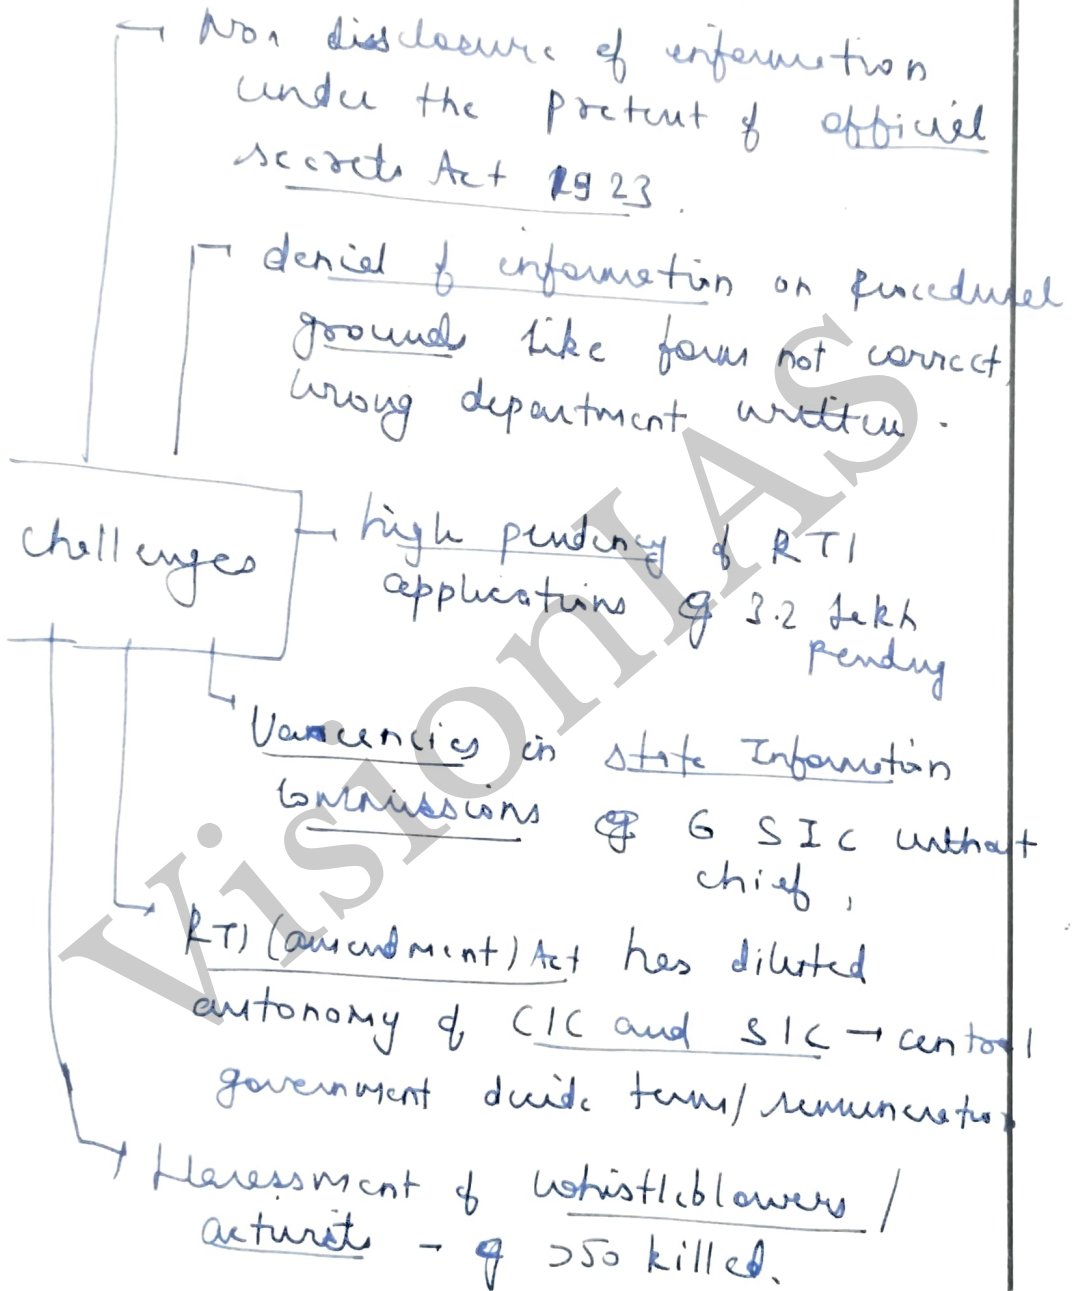 Non disclosure of information
under the pretext of official
secrets Act 1923.
denial of information on procedural
ground like form not correct,
wrong department written.
Challenges
high pendency of RTI
applications eg 3.2 lakh
pending
Vacancies in state Information
Commissions eg 6 SIC without
chief,
RTI (amendment) Act has diluted
autonomy of CIC and SIC → central
government decide term/ remuneration
Harassment of whistleblowers /
activists - eg >50 killed.
VisionIAS